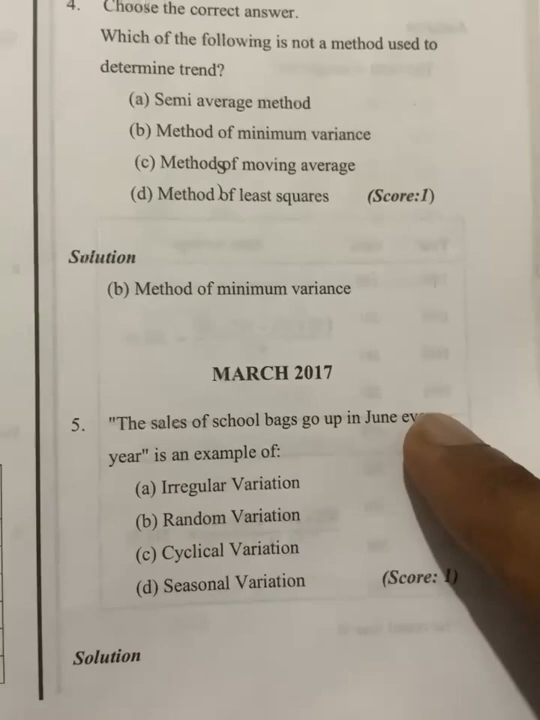 4. Choose the correct answer.
Which of the following is not a method used to
determine trend?
(a) Semi average method
(b) Method of minimum variance
(c) Method of moving average
(d) Method of least squares (Score:1)
Solution
(b) Method of minimum variance
MARCH 2017
5. "The sales of school bags go up in June
year" is an example of:
(a) Irregular Variation
(b) Random Variation
(c) Cyclical Variation
(d) Seasonal Variation (Score: 1)
Solution